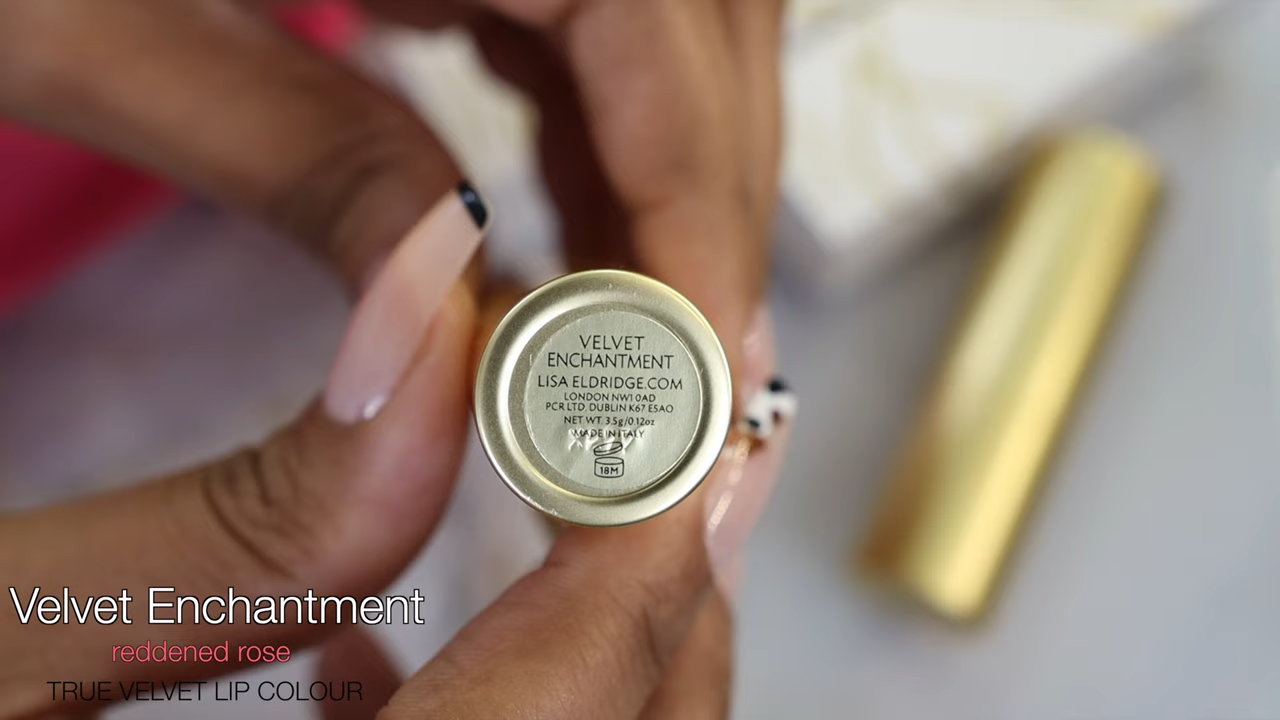 VELVET
ENCHANTMENT
LISA ELDRIDGE.COM
LONDON NW1 0AD
PCR LTD, DUBLIN K67 E5A0
NET WT. 3.5g/0.12oz
MADE IN ITALY
18M
Velvet Enchantment
reddened rose
TRUE VELVET LIP COLOUR